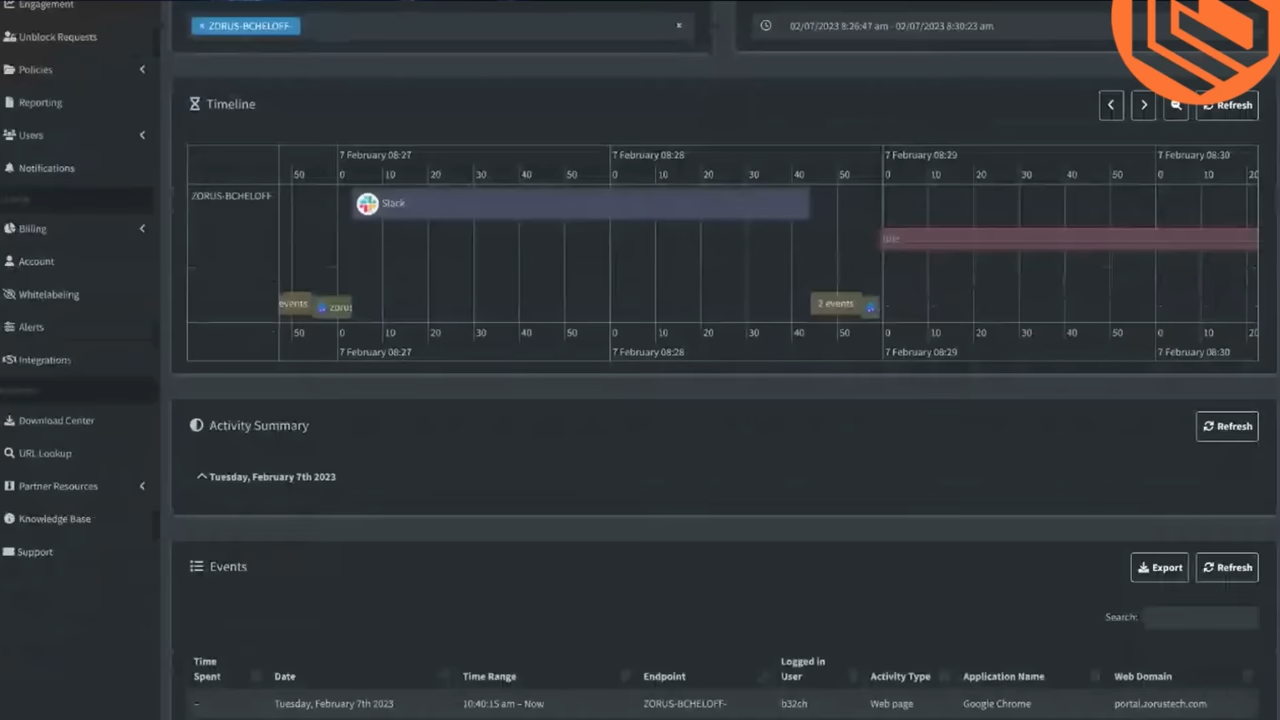 Engagement
× ZORUS-BCHELOFF-
×
02/07/2023 8:26:47 am - 02/07/2023 8:30:23 am
Unblock Requests
Policies
Reporting
Users
Notifications
Billing
Account
Whitelabeling
Alerts
Integrations
Download Center
URL Lookup
Partner Resources
Knowledge Base
Support
Timeline
Refresh
7 February 08:27 7 February 08:28 7 February 08:29 7 February 08:30
50 0 10 20 30 40 50 0 10 20 30 40 50 0 10 20 30 40 50 0 10 20
ZORUS-BCHELOFF
Slack
Idle
events zorus 2 events
50 0 10 20 30 40 50 0 10 20 30 40 50 0 10 20 30 40 50 0 10 20
7 February 08:27 7 February 08:28 7 February 08:29 7 February 08:30
Activity Summary
Refresh
Tuesday, February 7th 2023
Events
Export
Refresh
Search:
Time Spent Date Time Range Endpoint Logged in User Activity Type Application Name Web Domain
– Tuesday, February 7th 2023 10:40:15 am – Now ZORUS-BCHELOFF- b32ch Web page Google Chrome portal.zorustech.com